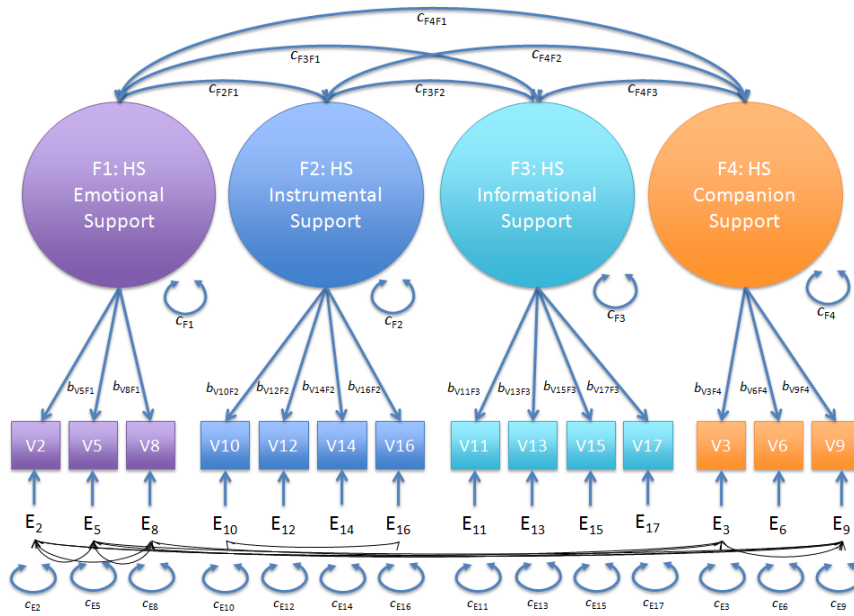 cF4F1
cF3F1 cF4F2
cF2F1 cF3F2 cF4F3
F1: HS
Emotional
Support
F2: HS
Instrumental
Support
F3: HS
Informational
Support
F4: HS
Companion
Support
cF1 cF2 cF3 cF4
bV5F1 bV8F1 bV10F2 bV12F2 bV14F2 bV16F2 bV11F3 bV13F3 bV15F3 bV17F3 bV3F4 bV6F4 bV9F4
V2 V5 V8 V10 V12 V14 V16 V11 V13 V15 V17 V3 V6 V9
E2 E5 E8 E10 E12 E14 E16 E11 E13 E15 E17 E3 E6 E9
cE2 cE5 cE8 cE10 cE12 cE14 cE16 cE11 cE13 cE15 cE17 cE3 cE6 cE9